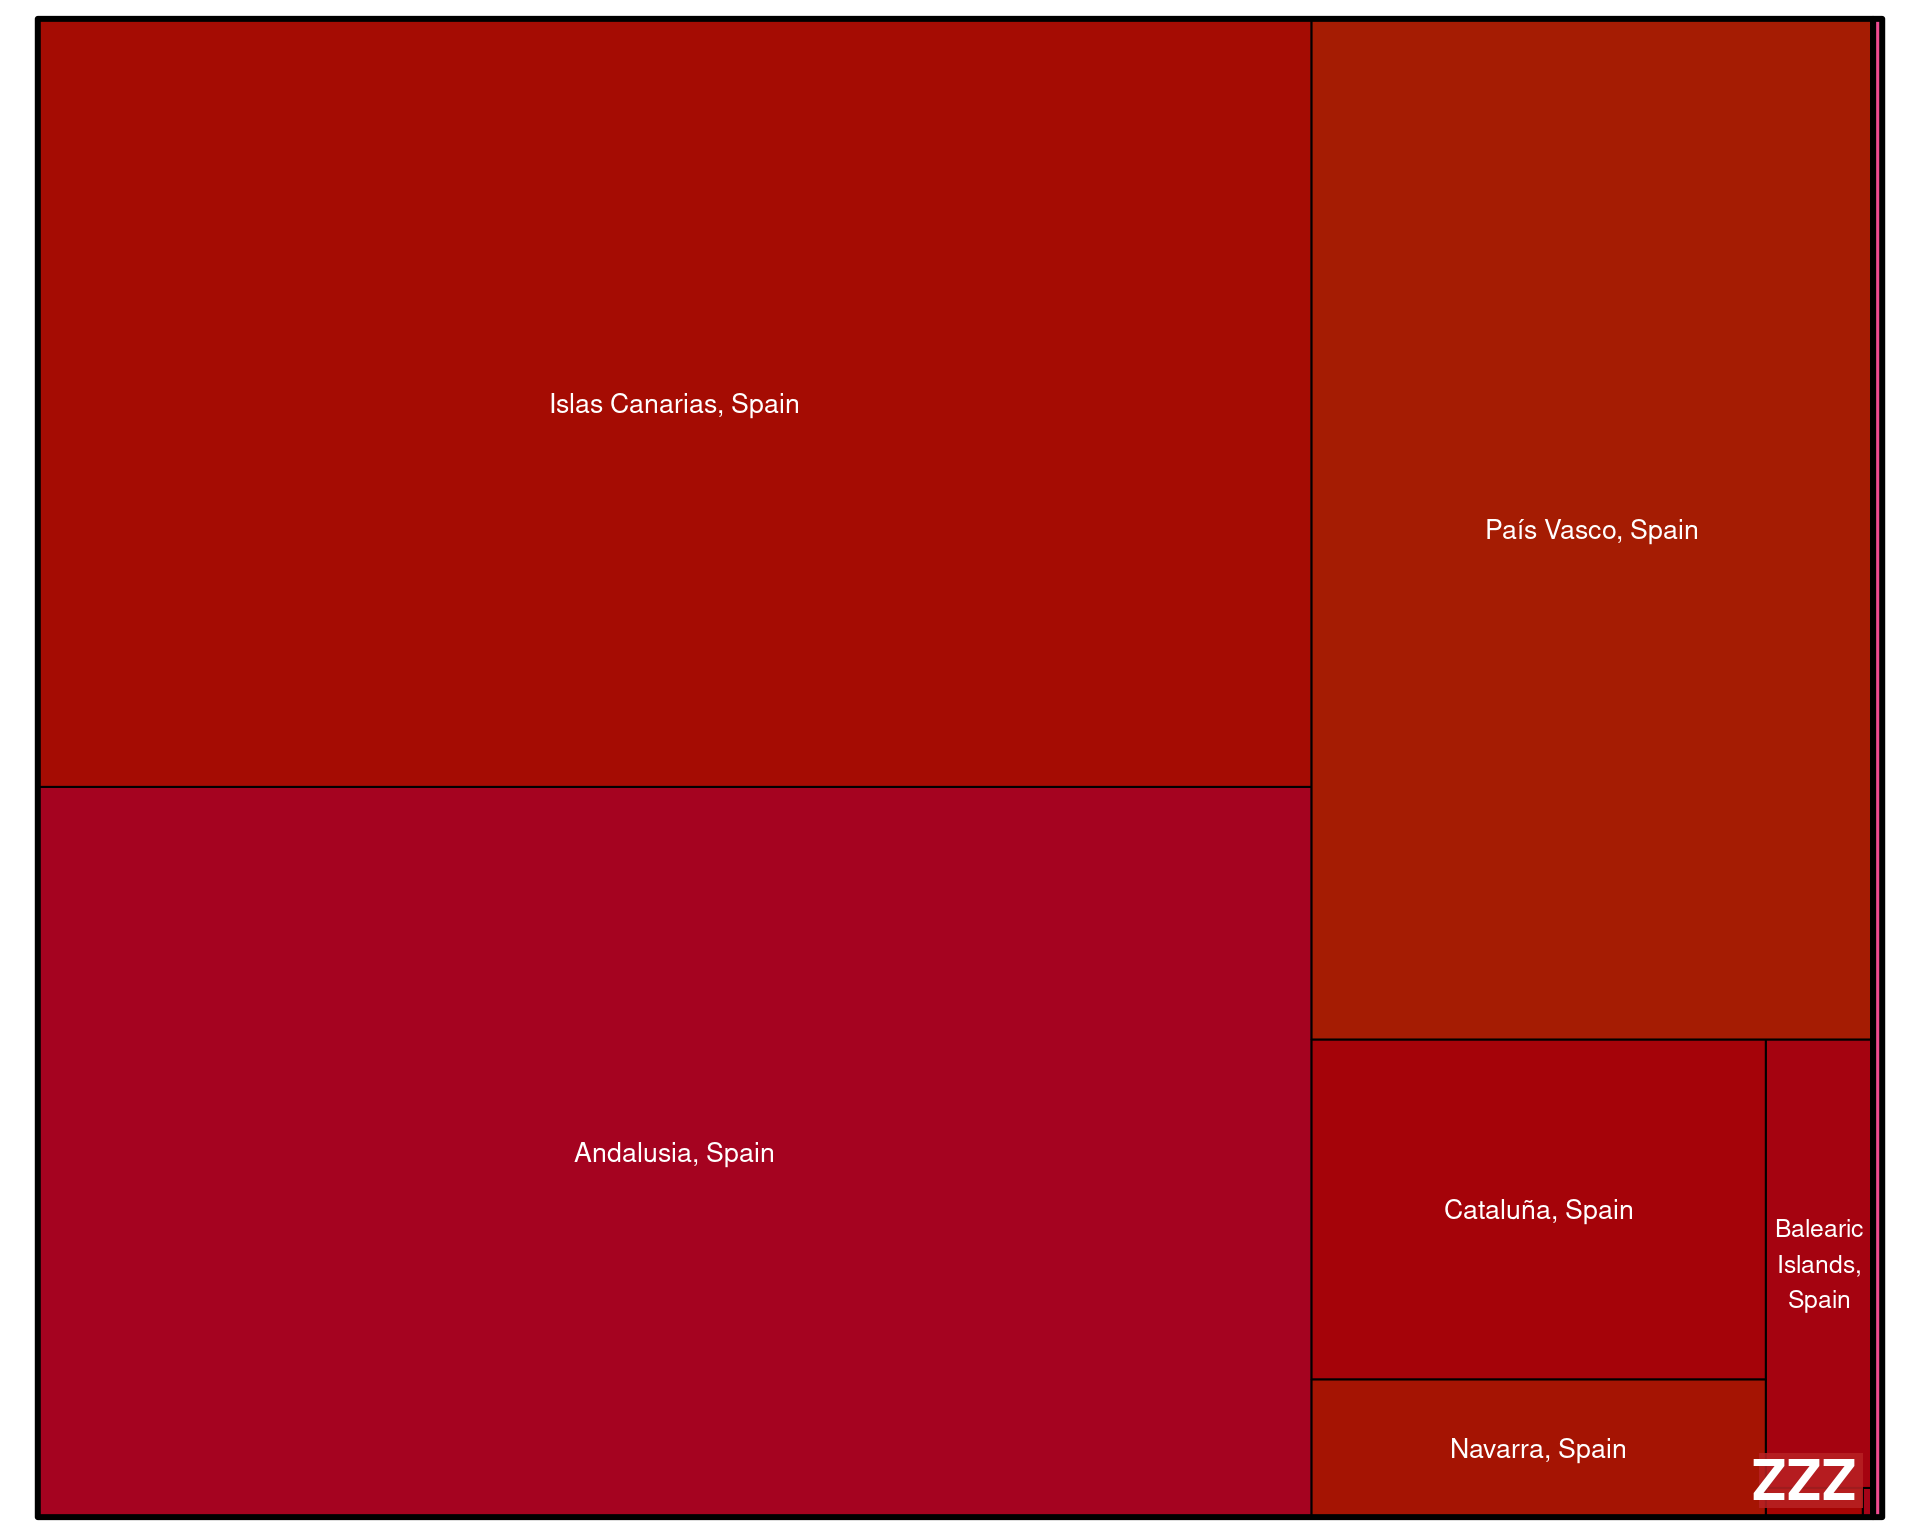 Islas Canarias, Spain
País Vasco, Spain
Andalusia, Spain
Cataluña, Spain
Balearic
Islands,
Spain
Navarra, Spain
ZZZ